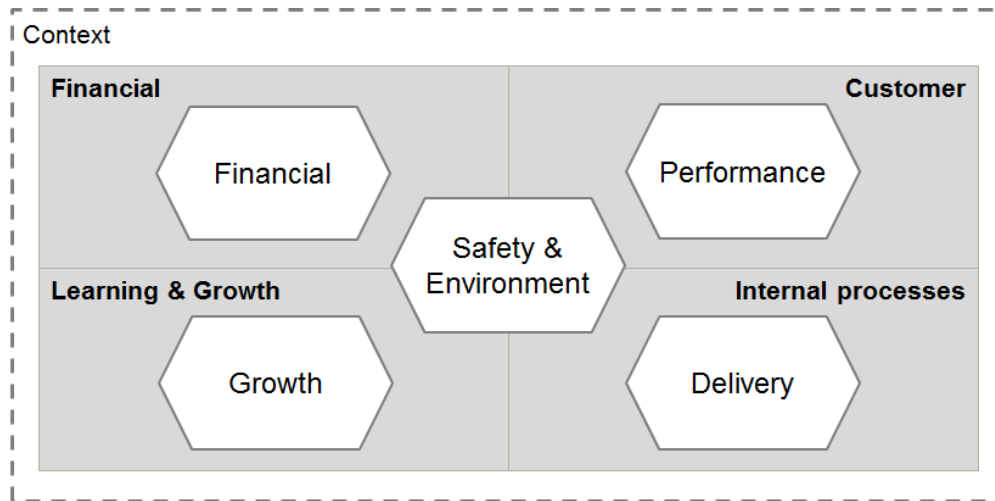 Context
Financial
Customer
Financial
Performance
Safety &
Environment
Learning & Growth
Internal processes
Growth
Delivery